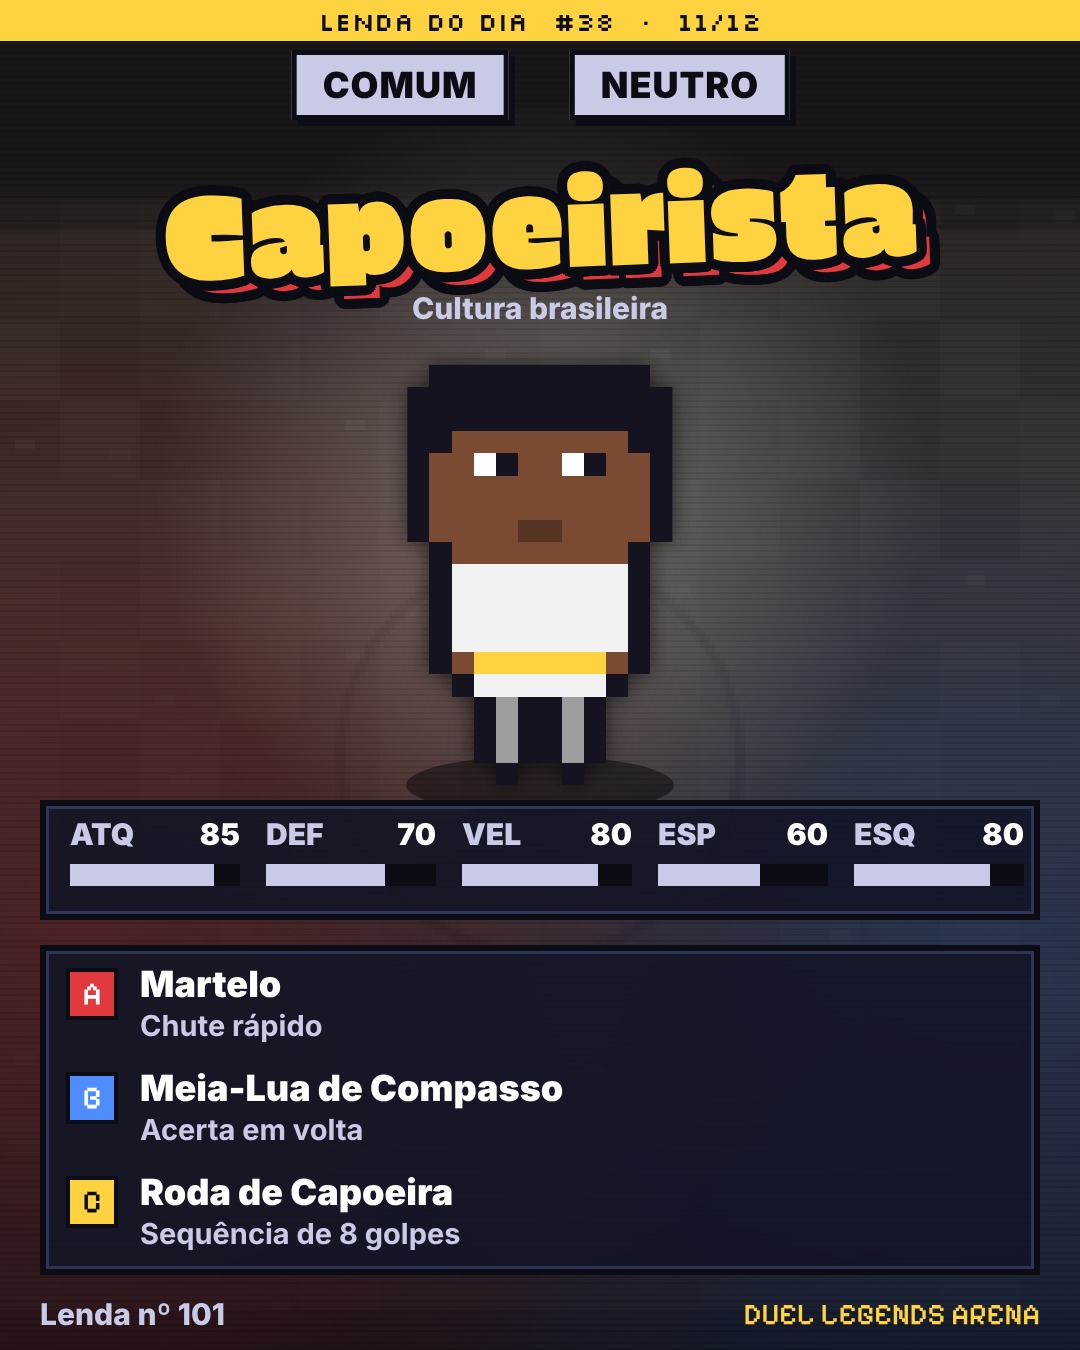 LENDA DO DIA #38 · 11/12
COMUM NEUTRO
Capoeirista
Cultura brasileira
ATQ 85 DEF 70 VEL 80 ESP 60 ESQ 80
A Martelo
Chute rápido
B Meia-Lua de Compasso
Acerta em volta
C Roda de Capoeira
Sequência de 8 golpes
Lenda nº 101 DUEL LEGENDS ARENA